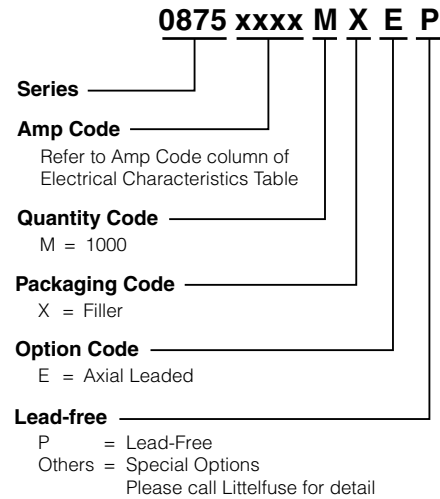 0875 xxxx M X E P
Series
Amp Code
Refer to Amp Code column of
Electrical Characteristics Table
Quantity Code
M = 1000
Packaging Code
X = Filler
Option Code
E = Axial Leaded
Lead-free
P = Lead-Free
Others = Special Options
Please call Littelfuse for detail